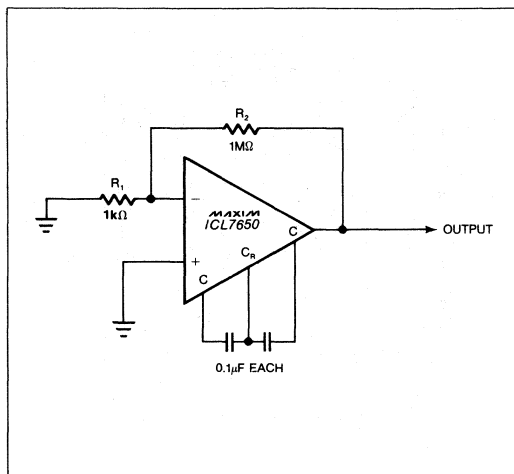 R2
1MΩ
R1
1kΩ
−
MAXIM
ICL7650
C
OUTPUT
CR
+
C
0.1µF EACH